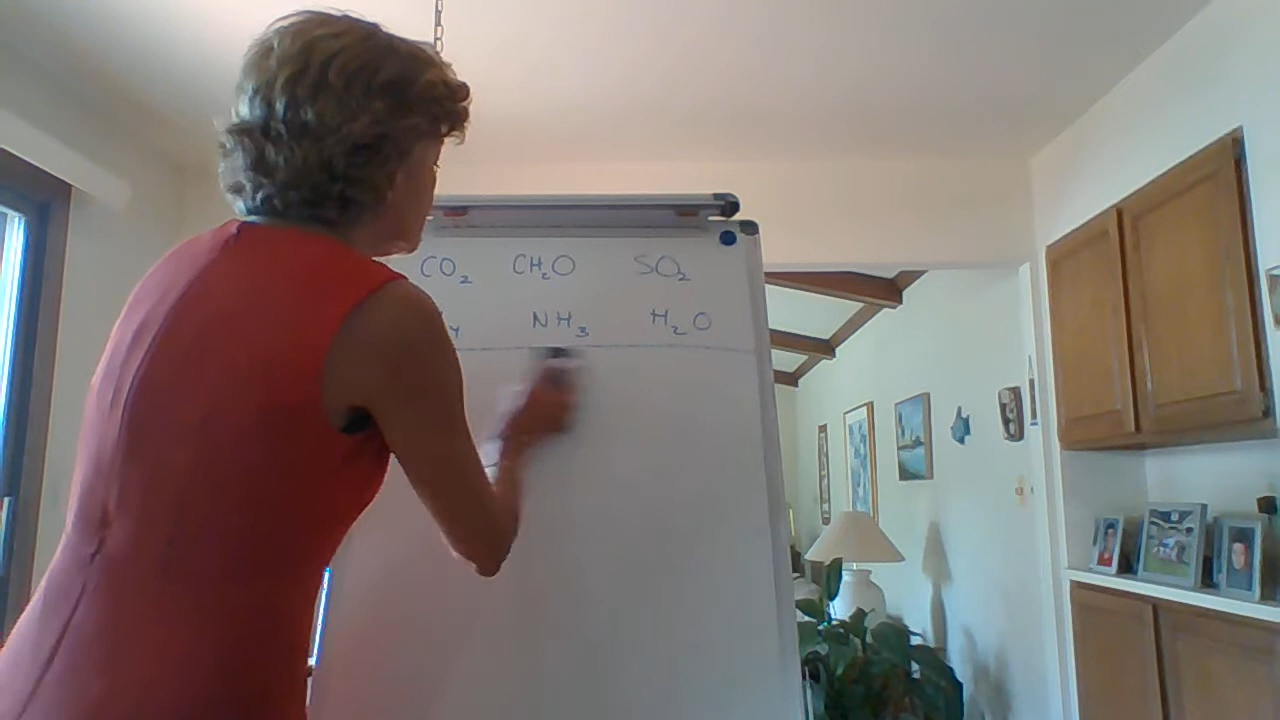 CO₂ CH₂O SO₂
NH₃ H₂O